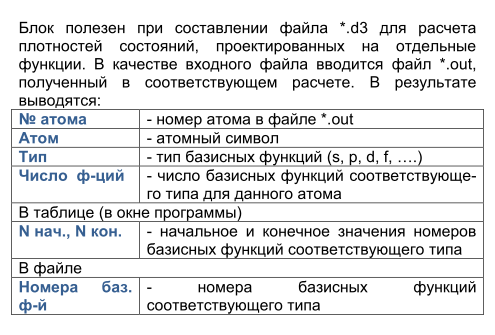 Блок полезен при составлении файла *.d3 для расчета
плотностей состояний, проектированных на отдельные
функции. В качестве входного файла вводится файл *.out,
полученный в соответствующем расчете. В результате
выводятся:
№ атома - номер атома в файле *.out
Атом - атомный символ
Тип - тип базисных функций (s, p, d, f, ….)
Число ф-ций - число базисных функций соответствующе-
го типа для данного атома
В таблице (в окне программы)
N нач., N кон. - начальное и конечное значения номеров
базисных функций соответствующего типа
В файле
Номера баз. - номера базисных функций
ф-й соответствующего типа